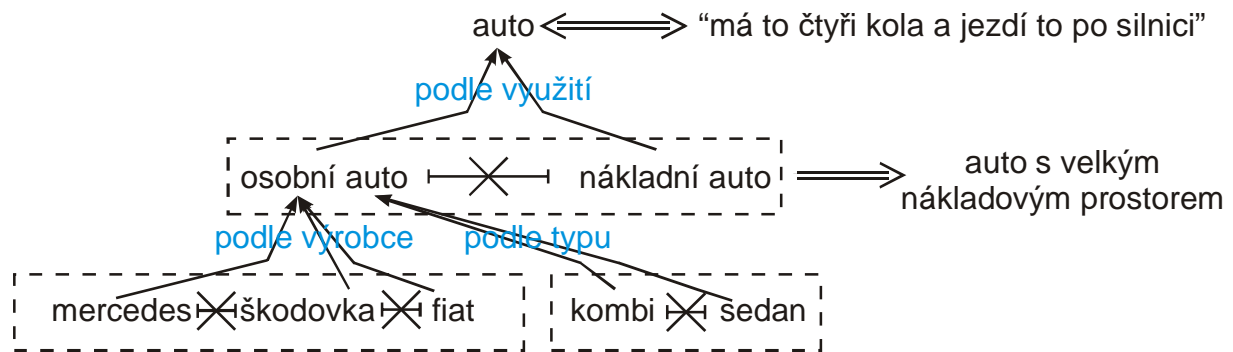 auto “má to čtyři kola a jezdí to po silnici”
podle využití
osobní auto nákladní auto auto s velkým
nákladovým prostorem
podle výrobce podle typu
mercedes škodovka fiat kombi sedan